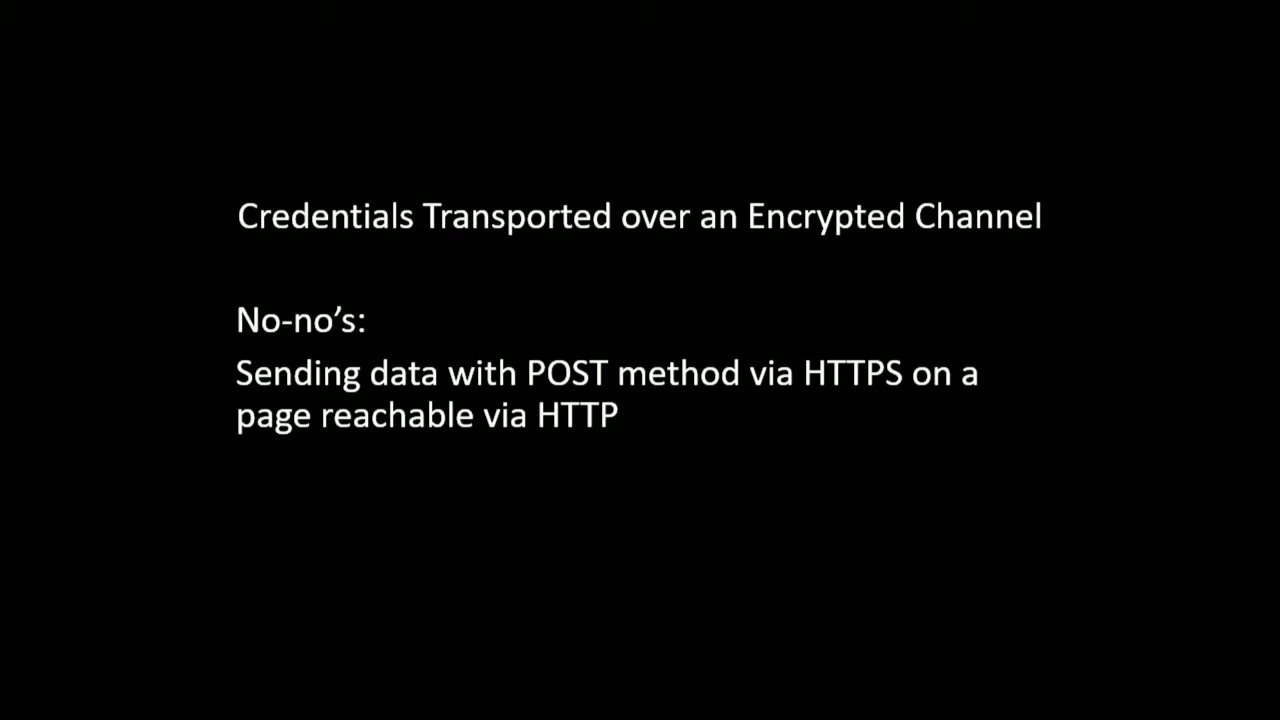 Credentials Transported over an Encrypted Channel
No-no’s:
Sending data with POST method via HTTPS on a
page reachable via HTTP